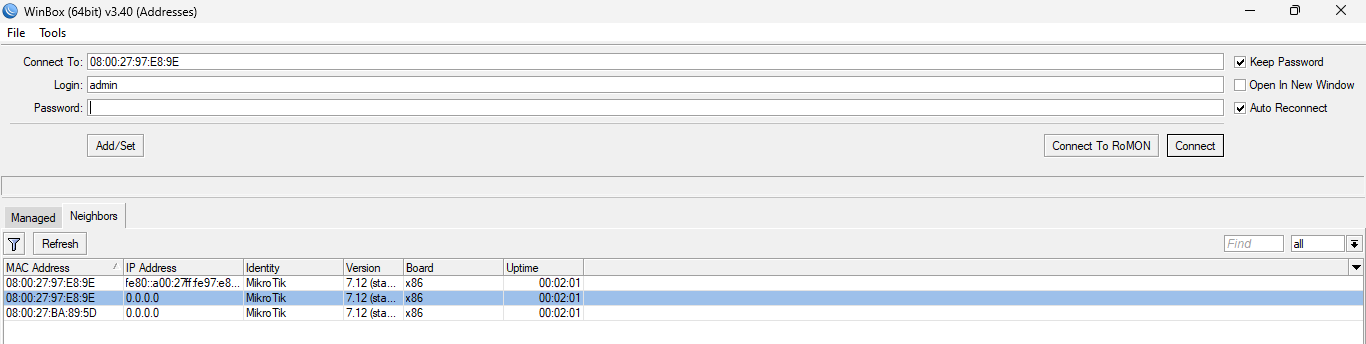 WinBox (64bit) v3.40 (Addresses)
File Tools
Connect To: 08:00:27:97:E8:9E Keep Password
Login: admin Open In New Window
Password: Auto Reconnect
Add/Set Connect To RoMON Connect
Managed Neighbors
Refresh Find all
MAC Address IP Address Identity Version Board Uptime
08:00:27:97:E8:9E fe80::a00:27ff:fe97:e8... MikroTik 7.12 (sta... x86 00:02:01
08:00:27:97:E8:9E 0.0.0.0 MikroTik 7.12 (sta... x86 00:02:01
08:00:27:BA:89:5D 0.0.0.0 MikroTik 7.12 (sta... x86 00:02:01